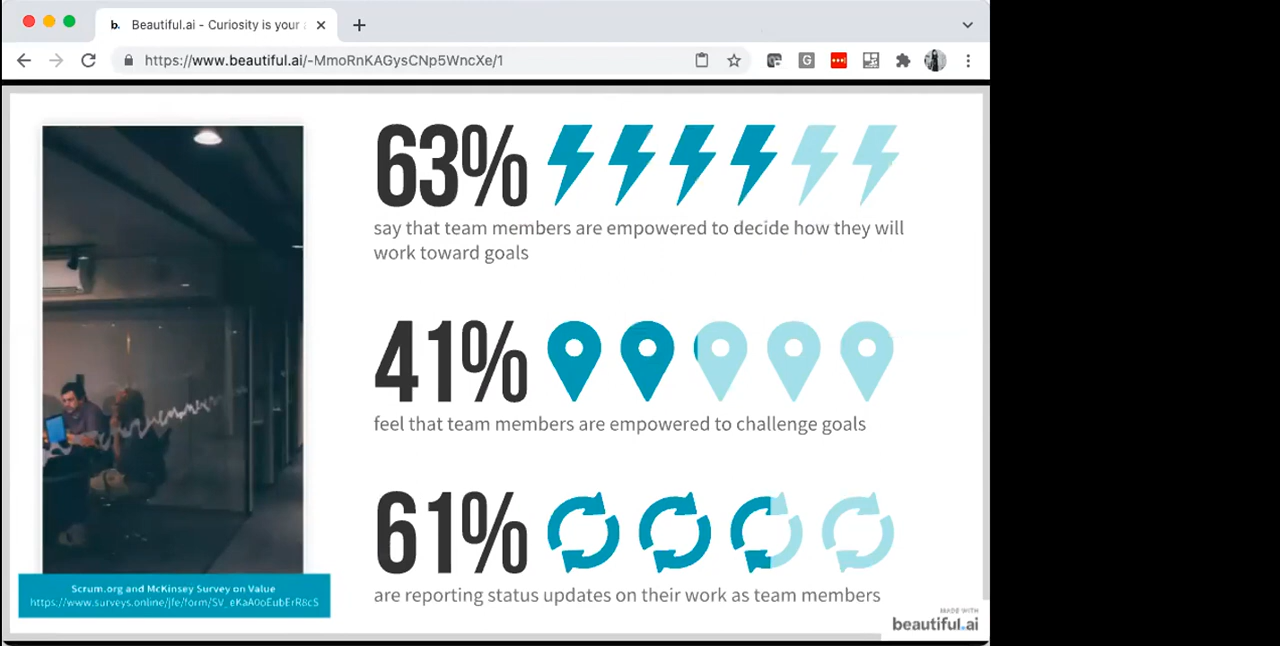 b. Beautiful.ai - Curiosity is your
https://www.beautiful.ai/-MmoRnKAGysCNp5WncXe/1
G
63%
say that team members are empowered to decide how they will
work toward goals
41%
feel that team members are empowered to challenge goals
61%
are reporting status updates on their work as team members
Scrum.org and McKinsey Survey on Value
https://www.surveys.online/jfe/form/SV_eKaA0oEubErR8cS
MADE WITH
beautiful.ai